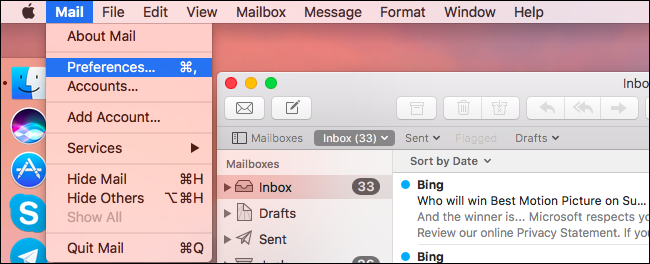 Mail File Edit View Mailbox Message Format Window Help
About Mail
Preferences... ⌘,
Accounts...
Add Account...
Services
Hide Mail ⌘H
Hide Others ⌥⌘H
Show All
Quit Mail ⌘Q
Inbo
Mailboxes Inbox (33) Sent Flagged Drafts
Mailboxes
Inbox 33
Drafts
Sent
Sort by Date
Bing
Who will win Best Motion Picture on Su...
And the winner is... Microsoft respects yo
Review our online Privacy Statement. If yo
Bing